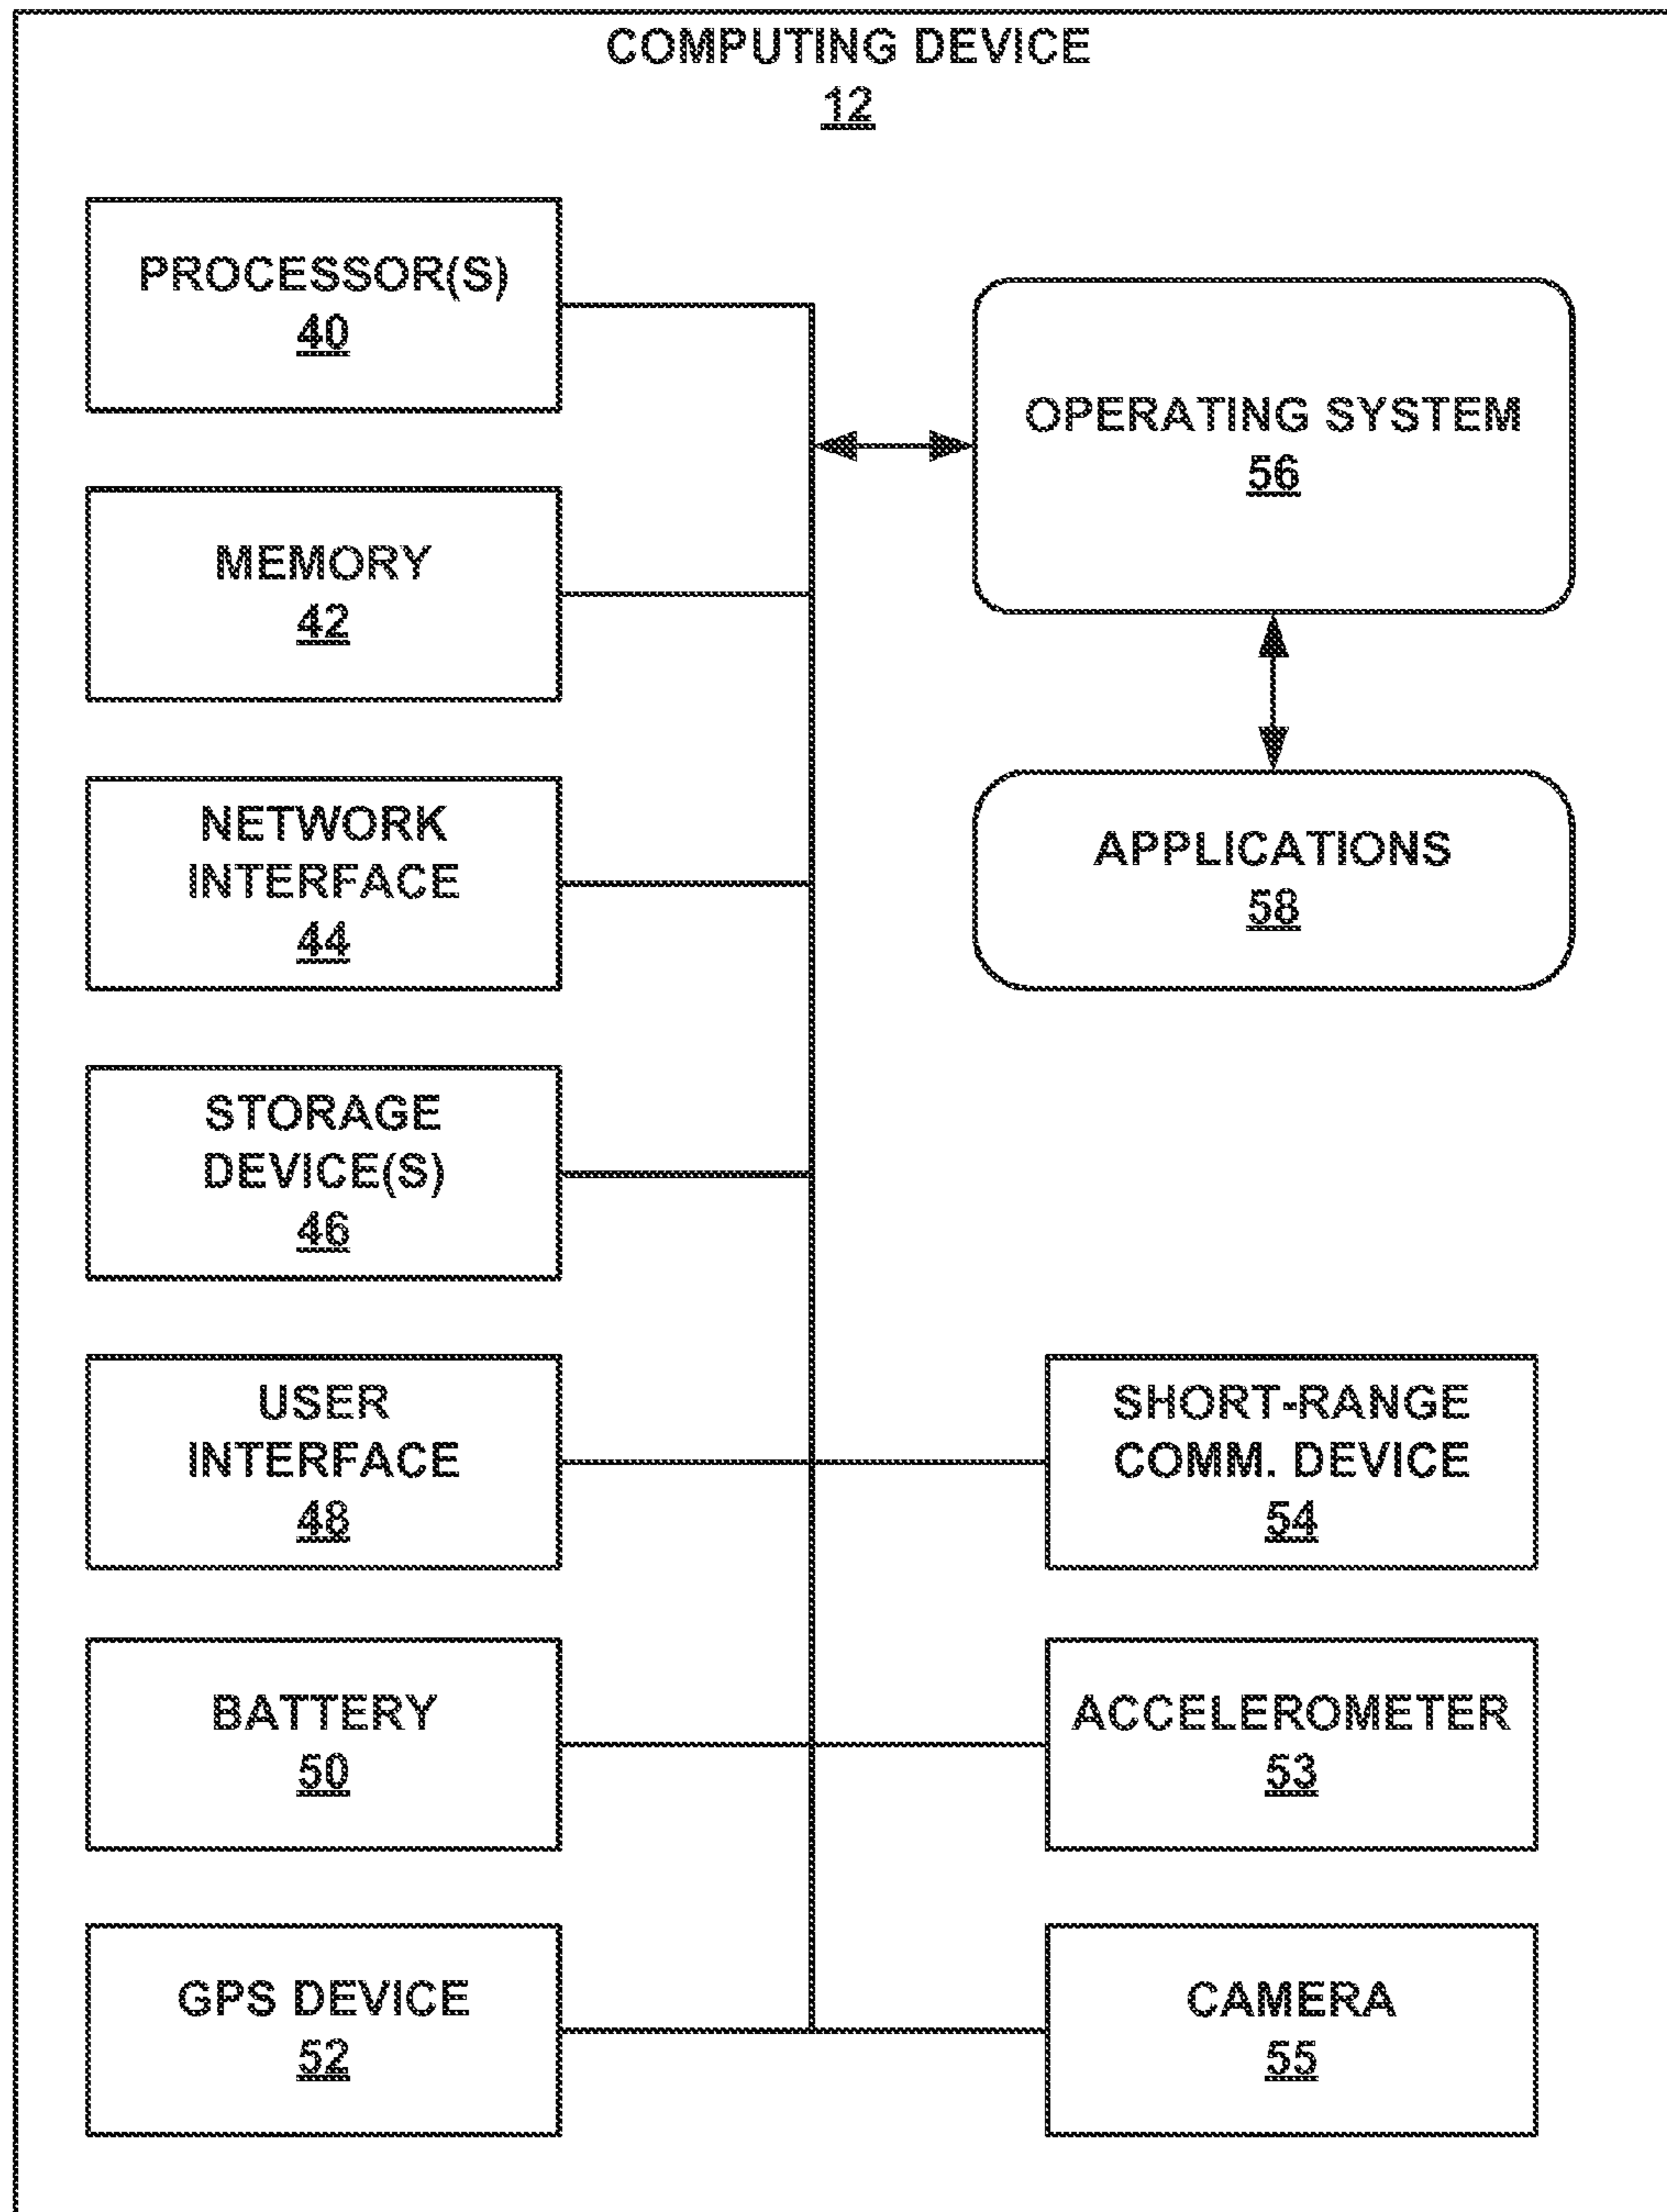 COMPUTING DEVICE
12
PROCESSOR(S)
40
OPERATING SYSTEM
56
MEMORY
42
NETWORK
INTERFACE
44
APPLICATIONS
58
STORAGE
DEVICE(S)
46
USER
INTERFACE
48
SHORT-RANGE
COMM. DEVICE
54
BATTERY
50
ACCELEROMETER
53
GPS DEVICE
52
CAMERA
55